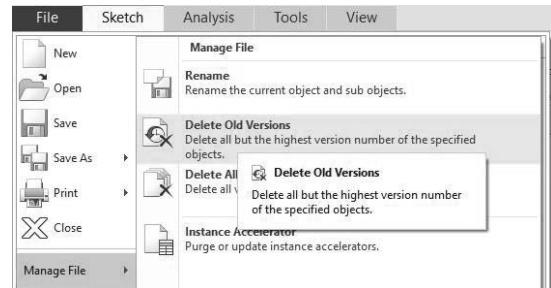 File Sketch Analysis Tools View
New
Open
Save
Save As
Print
Close
Manage File
Manage File
Rename
Rename the current object and sub objects.
Delete Old Versions
Delete all but the highest version number of the specified
objects.
Delete All
Delete all
Delete Old Versions
Delete all but the highest version number
of the specified objects.
Instance Accelerator
Purge or update instance accelerators.